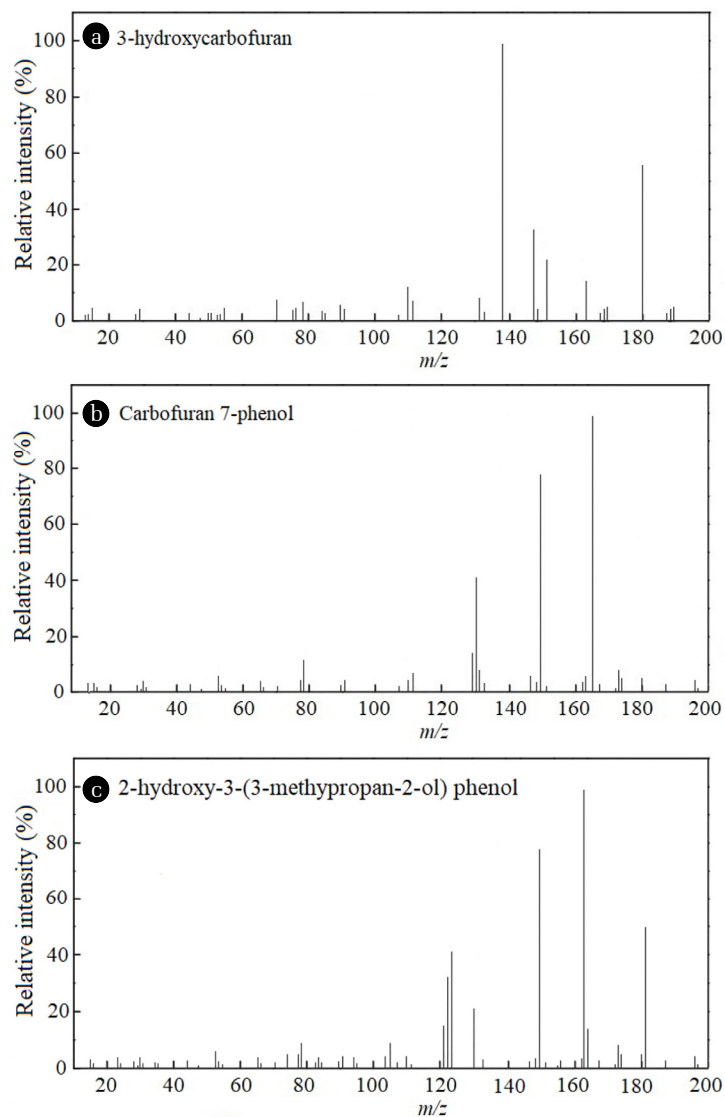 a 3-hydroxycarbofuran
Relative intensity (%)
100
80
60
40
20
0
20 40 60 80 100 120 140 160 180 200
m/z
b Carbofuran 7-phenol
Relative intensity (%)
100
80
60
40
20
0
20 40 60 80 100 120 140 160 180 200
m/z
c 2-hydroxy-3-(3-methypropan-2-ol) phenol
Relative intensity (%)
100
80
60
40
20
0
20 40 60 80 100 120 140 160 180 200
m/z